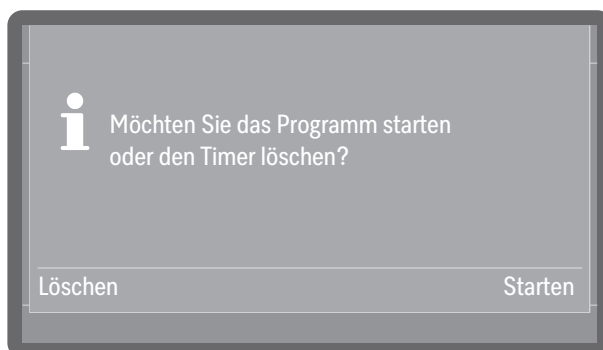 Möchten Sie das Programm starten
oder den Timer löschen?
Löschen
Starten